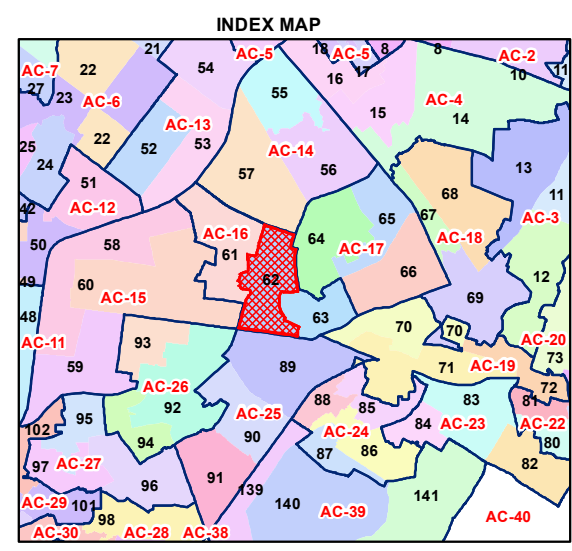 INDEX MAP
21 AC-5 18 AC-5 8 8 AC-2
AC-7 22 54 16 17 10 11
27 23 AC-6 55 15 AC-4 14
22 AC-13 53 52 AC-14
25 24 51 57 56 13
AC-12 68 11
42 AC-16 65 67 AC-18 AC-3
50 58 61 64 AC-17
49 60 AC-15 62 66 12
48 63 69
AC-11 93 70 70 AC-20
59 89 71 AC-19 73
AC-26 88 72
95 92 AC-25 85 83 81
102 94 90 AC-24 84 AC-23 AC-22
97 AC-27 87 86 80
96 91 82
AC-29 101 139 140 141
98 AC-39 AC-40
AC-30 AC-28 AC-38